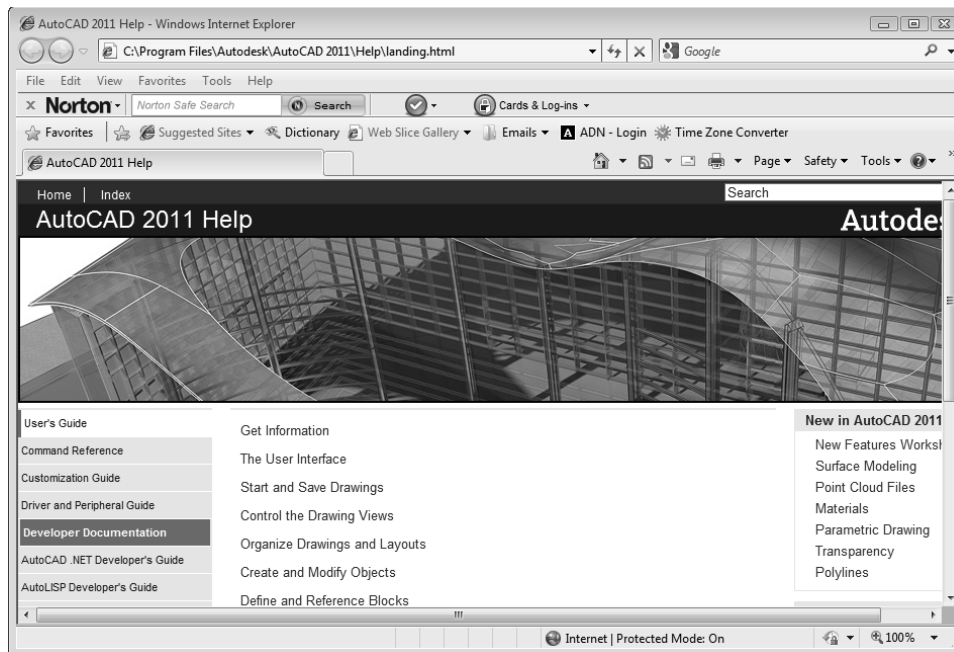 AutoCAD 2011 Help - Windows Internet Explorer
C:\Program Files\Autodesk\AutoCAD 2011\Help\landing.html
Google
File Edit View Favorites Tools Help
Norton Norton Safe Search Search Cards & Log-ins
Favorites Suggested Sites Dictionary Web Slice Gallery Emails A ADN - Login Time Zone Converter
AutoCAD 2011 Help Page Safety Tools
Home | Index Search
AutoCAD 2011 Help Autodes
User's Guide
Command Reference
Customization Guide
Driver and Peripheral Guide
Developer Documentation
AutoCAD .NET Developer's Guide
AutoLISP Developer's Guide
Get Information
The User Interface
Start and Save Drawings
Control the Drawing Views
Organize Drawings and Layouts
Create and Modify Objects
Define and Reference Blocks
New in AutoCAD 2011
New Features Worksh
Surface Modeling
Point Cloud Files
Materials
Parametric Drawing
Transparency
Polylines
Internet | Protected Mode: On 100%